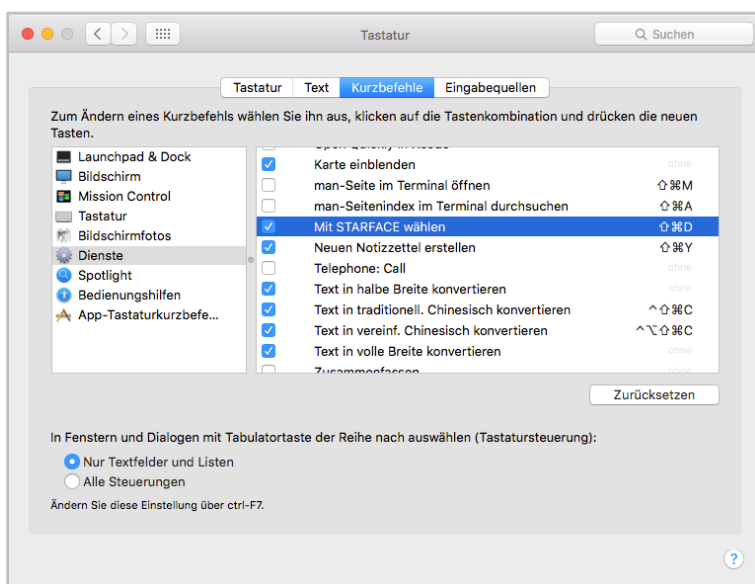 Tastatur
Suchen
Tastatur Text Kurzbefehle Eingabequellen
Zum Ändern eines Kurzbefehls wählen Sie ihn aus, klicken auf die Tastenkombination und drücken die neuen
Tasten.
Launchpad & Dock
Bildschirm
Mission Control
Tastatur
Bildschirmfotos
Dienste
Spotlight
Bedienungshilfen
App-Tastaturkurzbefe...
Karte einblenden ohne
man-Seite im Terminal öffnen ⇧⌘M
man-Seitenindex im Terminal durchsuchen ⇧⌘A
Mit STARFACE wählen ⇧⌘D
Neuen Notizzettel erstellen ⇧⌘Y
Telephone: Call ohne
Text in halbe Breite konvertieren ohne
Text in traditionell. Chinesisch konvertieren ^⇧⌘C
Text in vereinf. Chinesisch konvertieren ^⌥⇧⌘C
Text in volle Breite konvertieren ohne
Zusammenfassen ohne
Zurücksetzen
In Fenstern und Dialogen mit Tabulatortaste der Reihe nach auswählen (Tastatursteuerung):
Nur Textfelder und Listen
Alle Steuerungen
Ändern Sie diese Einstellung über ctrl-F7.
?